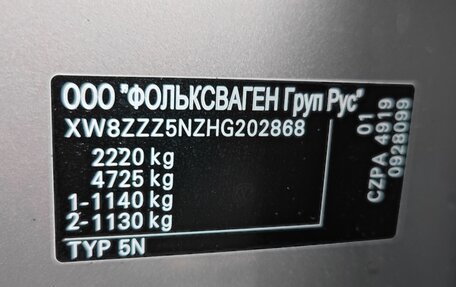 ООО "ФОЛЬКСВАГЕН Груп Рус"
XW8ZZZ5NZHG202868
2220 kg
4725 kg
1-1140 kg
2-1130 kg
TYP 5N
01
CZPA 4919
0928099